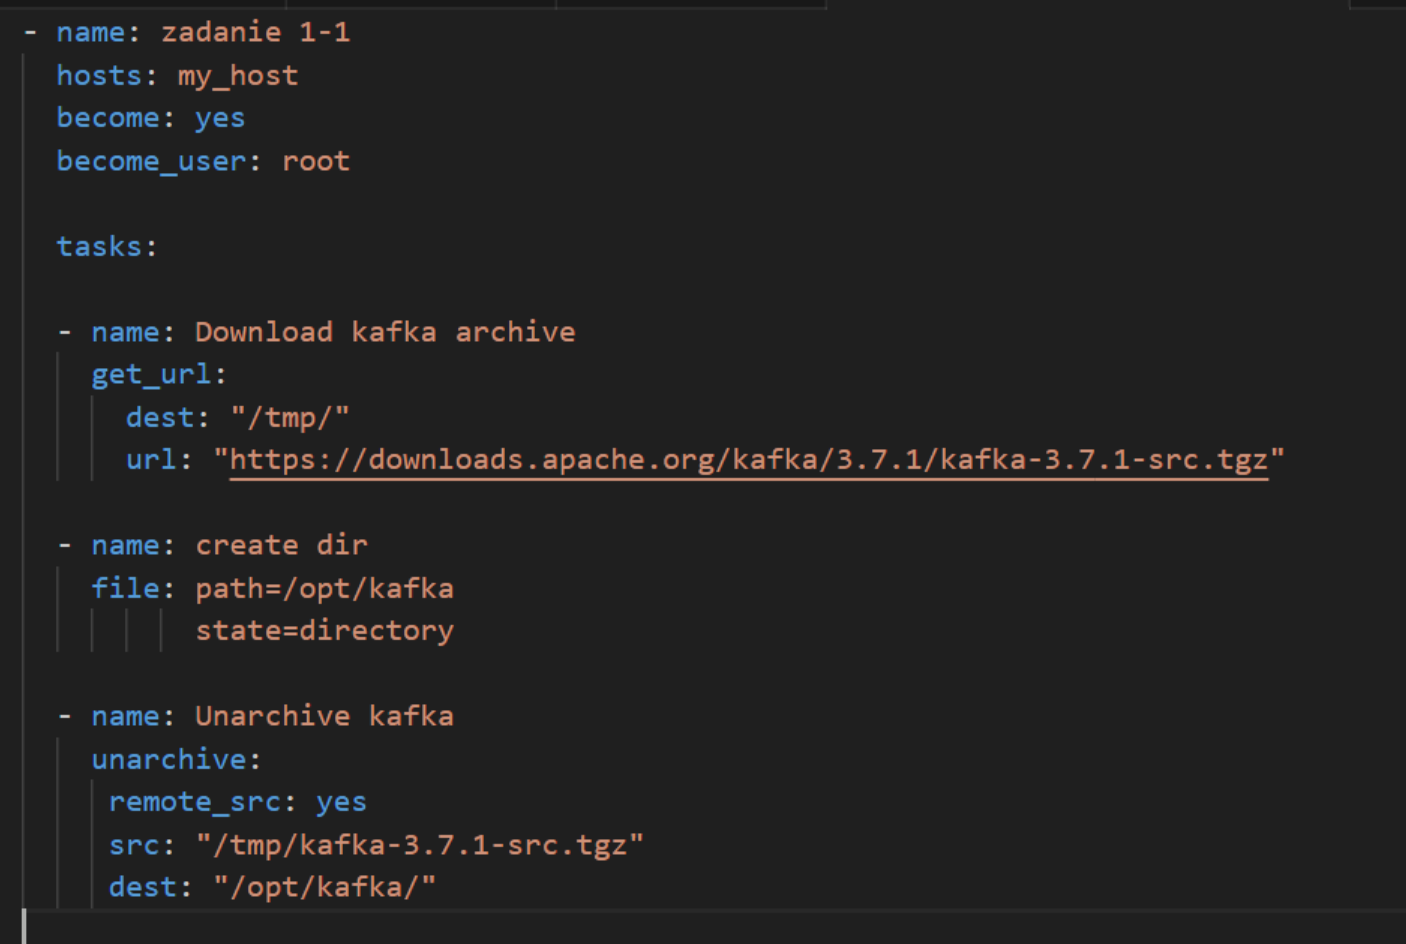 - name: zadanie 1-1
hosts: my_host
become: yes
become_user: root
tasks:
- name: Download kafka archive
get_url:
dest: "/tmp/"
url: "https://downloads.apache.org/kafka/3.7.1/kafka-3.7.1-src.tgz"
- name: create dir
file: path=/opt/kafka
state=directory
- name: Unarchive kafka
unarchive:
remote_src: yes
src: "/tmp/kafka-3.7.1-src.tgz"
dest: "/opt/kafka/"